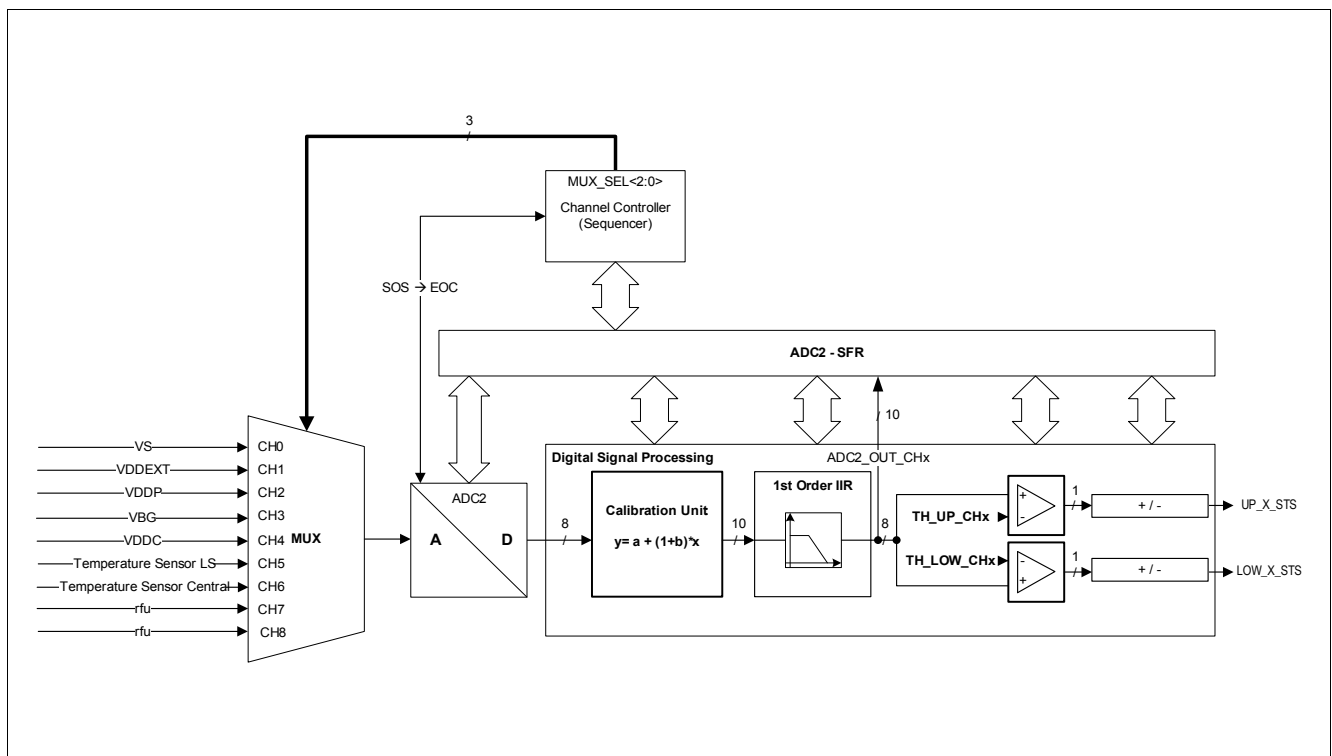 3
MUX_SEL<2:0>
Channel Controller
(Sequencer)
SOS → EOC
ADC2 - SFR
10
VS
VDDEXT
VDDP
VBG
VDDC
Temperature Sensor LS
Temperature Sensor Central
rfu
rfu
CH0
CH1
CH2
CH3
CH4
CH5
CH6
CH7
CH8
MUX
ADC2
A
D
8
Digital Signal Processing
Calibration Unit
y= a + (1+b)*x
10
1st Order IIR
ADC2_OUT_CHx
8
TH_UP_CHx
+
-
1
+ / -
UP_X_STS
TH_LOW_CHx
-
+
1
+ / -
LOW_X_STS